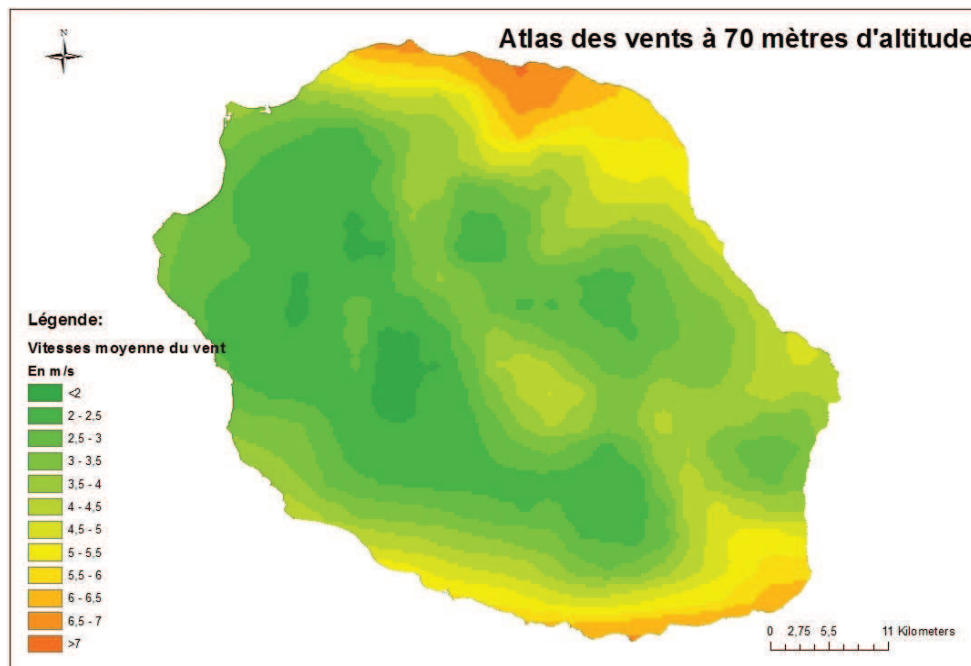 Atlas des vents à 70 mètres d'altitude
N
Légende:
Vitesses moyenne du vent
En m/s
<2
2 - 2,5
2,5 - 3
3 - 3,5
3,5 - 4
4 - 4,5
4,5 - 5
5 - 5,5
5,5 - 6
6 - 6,5
6,5 - 7
>7
0 2,75 5,5 11 Kilometers